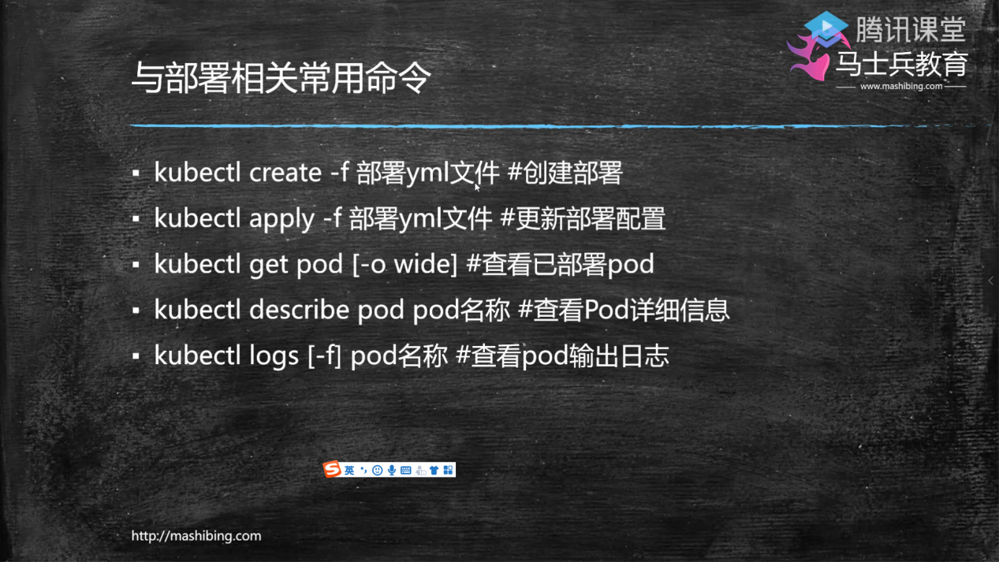 腾讯课堂
马士兵教育
www.mashibing.com
与部署相关常用命令
▪ kubectl create -f 部署yml文件 #创建部署
▪ kubectl apply -f 部署yml文件 #更新部署配置
▪ kubectl get pod [-o wide] #查看已部署pod
▪ kubectl describe pod pod名称 #查看Pod详细信息
▪ kubectl logs [-f] pod名称 #查看pod输出日志
英
http://mashibing.com